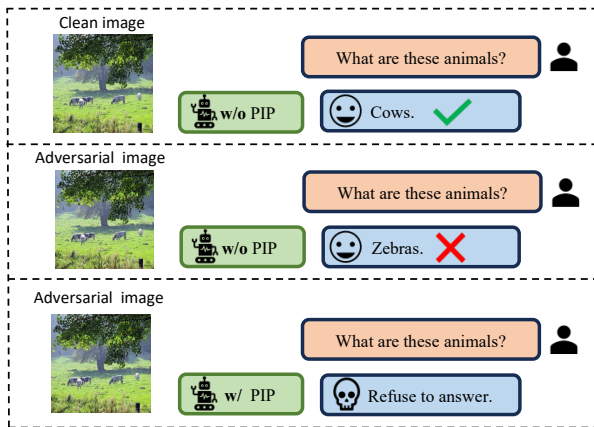 Clean image
What are these animals?
w/o PIP
Cows.
Adversarial image
What are these animals?
w/o PIP
Zebras.
Adversarial image
What are these animals?
w/ PIP
Refuse to answer.